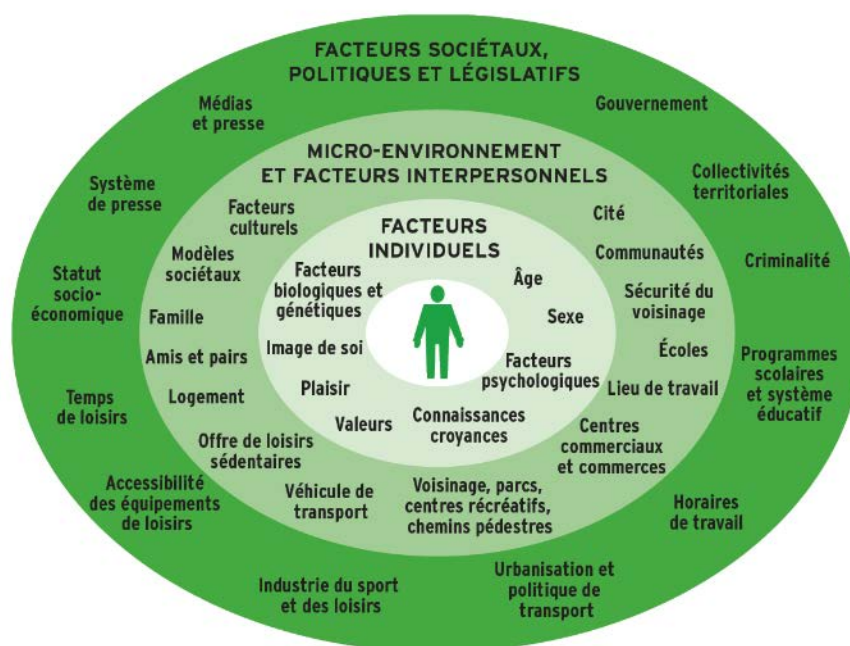 FACTEURS SOCIÉTAUX,
POLITIQUES ET LÉGISLATIFS
Médias
et presse
Gouvernement
Système
de presse
Collectivités
territoriales
Statut
socio-
économique
Criminalité
Temps
de loisirs
Programmes
scolaires
et système
éducatif
Accessibilité
des équipements
de loisirs
Horaires
de travail
Industrie du sport
et des loisirs
Urbanisation et
politique de
transport
MICRO-ENVIRONNEMENT
ET FACTEURS INTERPERSONNELS
Facteurs
culturels
Cité
Modèles
sociétaux
Communautés
Famille
Sécurité du
voisinage
Amis et pairs
Écoles
Logement
Lieu de travail
Offre de loisirs
sédentaires
Centres
commerciaux
et commerces
Véhicule de
transport
Voisinage, parcs,
centres récréatifs,
chemins pédestres
FACTEURS
INDIVIDUELS
Facteurs
biologiques et
génétiques
Âge
Sexe
Image de soi
Facteurs
psychologiques
Plaisir
Valeurs
Connaissances
croyances